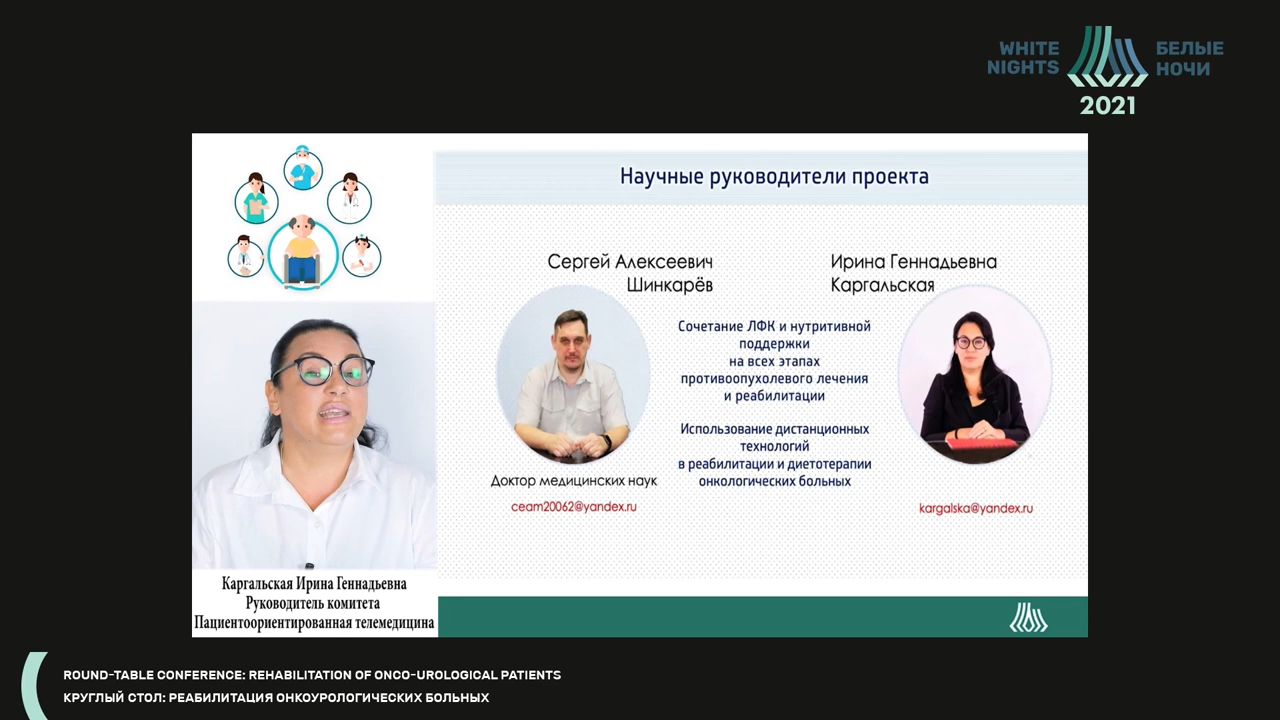 WHITE
NIGHTS
БЕЛЫЕ
НОЧИ
2021
Научные руководители проекта
Сергей Алексеевич
Шинкарёв
Ирина Геннадьевна
Каргальская
Сочетание ЛФК и нутритивной
поддержки
на всех этапах
противоопухолевого лечения
и реабилитации
Использование дистанционных
технологий
в реабилитации и диетотерапии
онкологических больных
Доктор медицинских наук
ceam20062@yandex.ru
kargalska@yandex.ru
Каргальская Ирина Геннадьевна
Руководитель комитета
Пациентоориентированная телемедицина
ROUND-TABLE CONFERENCE: REHABILITATION OF ONCO-UROLOGICAL PATIENTS
КРУГЛЫЙ СТОЛ: РЕАБИЛИТАЦИЯ ОНКОУРОЛОГИЧЕСКИХ БОЛЬНЫХ